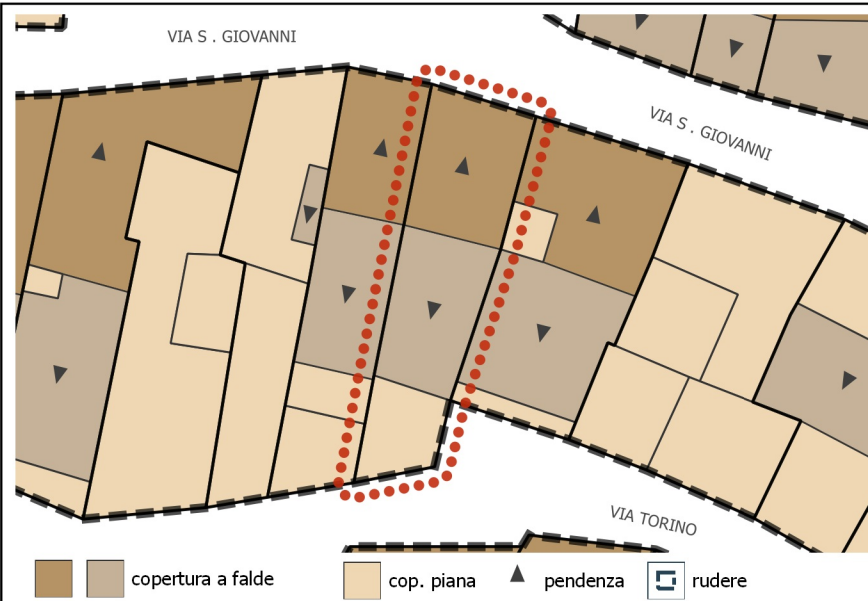 VIA S . GIOVANNI
VIA S . GIOVANNI
VIA TORINO
copertura a falde
cop. piana
pendenza
rudere